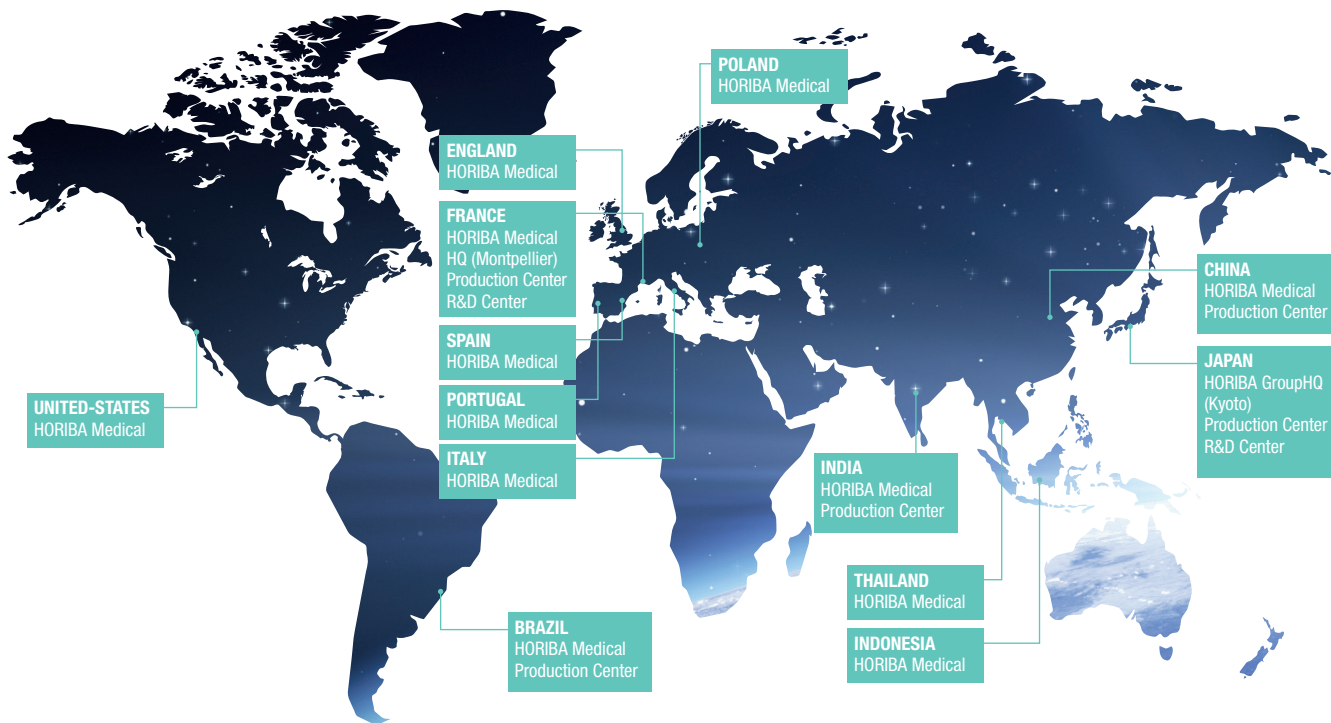 POLAND
HORIBA Medical
ENGLAND
HORIBA Medical
FRANCE
HORIBA Medical
HQ (Montpellier)
Production Center
R&D Center
SPAIN
HORIBA Medical
PORTUGAL
HORIBA Medical
ITALY
HORIBA Medical
UNITED-STATES
HORIBA Medical
BRAZIL
HORIBA Medical
Production Center
CHINA
HORIBA Medical
Production Center
JAPAN
HORIBA GroupHQ
(Kyoto)
Production Center
R&D Center
INDIA
HORIBA Medical
Production Center
THAILAND
HORIBA Medical
INDONESIA
HORIBA Medical